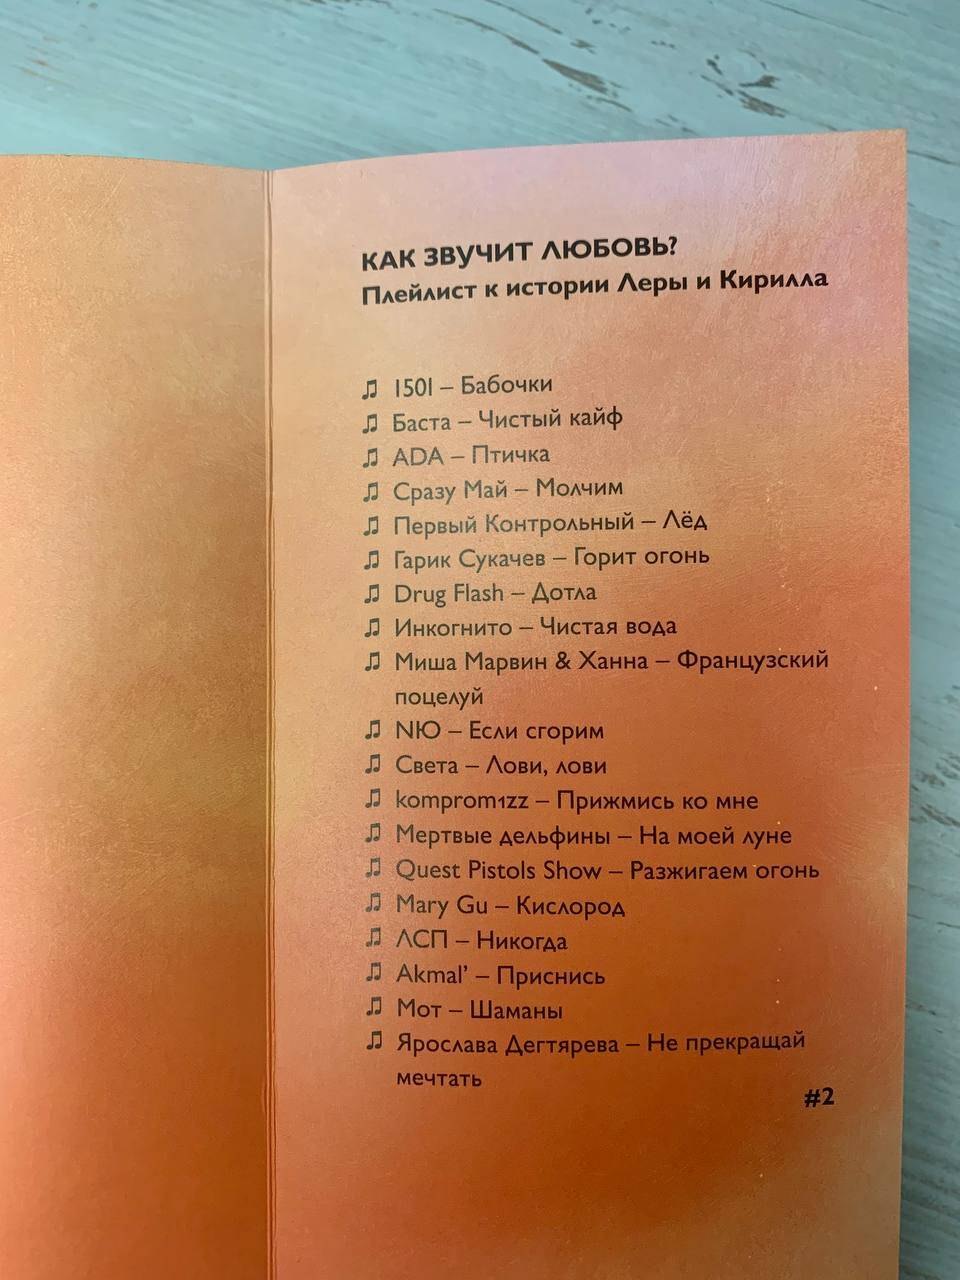 КАК ЗВУЧИТ ЛЮБОВЬ?
Плейлист к истории Леры и Кирилла
♫ 1501 – Бабочки
♫ Баста – Чистый кайф
♫ ADA – Птичка
♫ Сразу Май – Молчим
♫ Первый Контрольный – Лёд
♫ Гарик Сукачев – Горит огонь
♫ Drug Flash – Дотла
♫ Инкогнито – Чистая вода
♫ Миша Марвин & Ханна – Французский
поцелуй
♫ NЮ – Если сгорим
♫ Света – Лови, лови
♫ kompromızz – Прижмись ко мне
♫ Мертвые дельфины – На моей луне
♫ Quest Pistols Show – Разжигаем огонь
♫ Mary Gu – Кислород
♫ ЛСП – Никогда
♫ Akmal’ – Приснись
♫ Мот – Шаманы
♫ Ярослава Дегтярева – Не прекращай
мечтать
#2